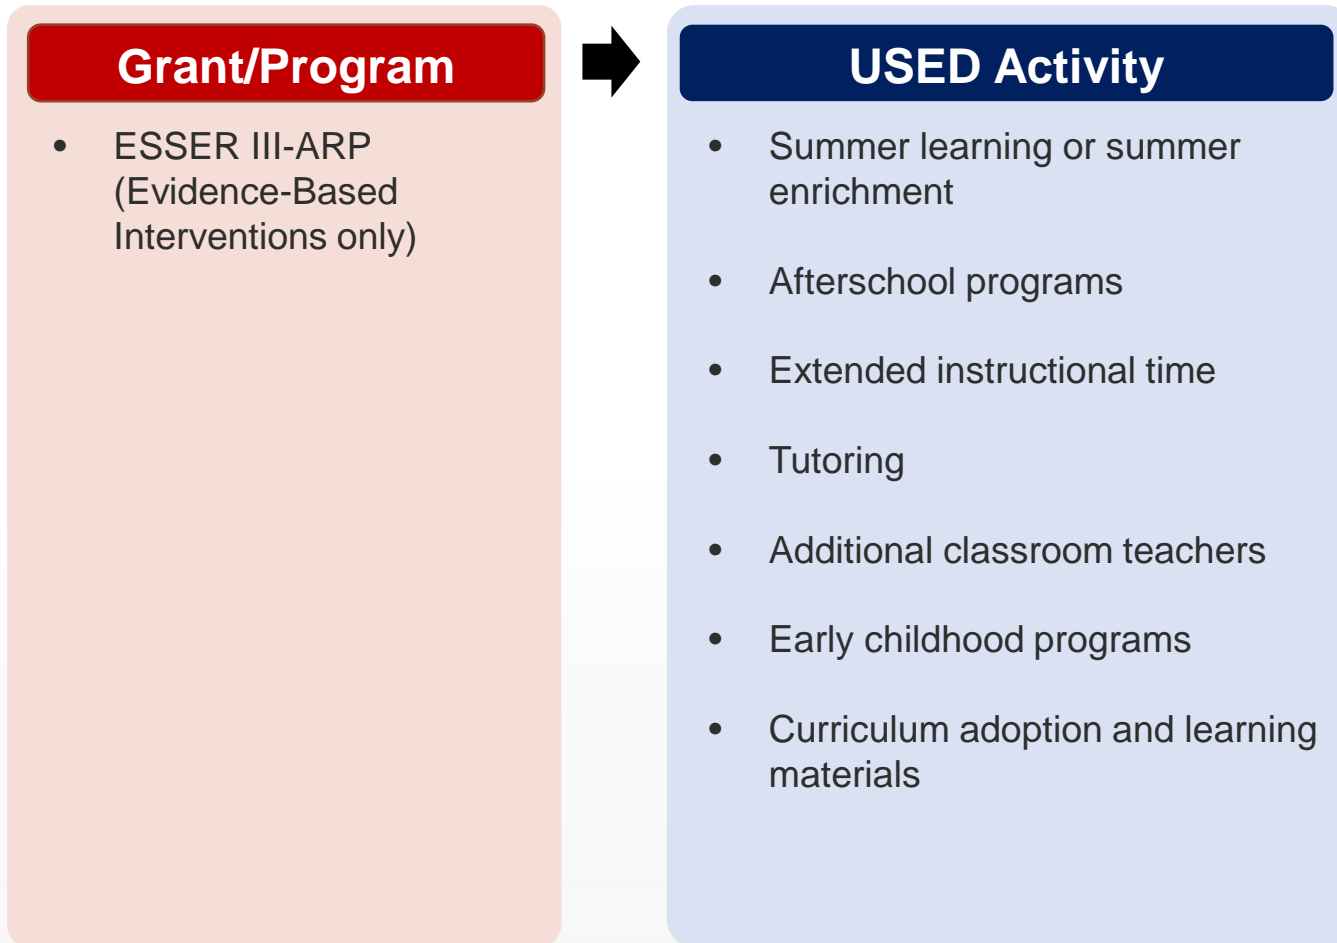 Grant/Program
• ESSER III-ARP
(Evidence-Based
Interventions only)
USED Activity
• Summer learning or summer
enrichment
• Afterschool programs
• Extended instructional time
• Tutoring
• Additional classroom teachers
• Early childhood programs
• Curriculum adoption and learning
materials